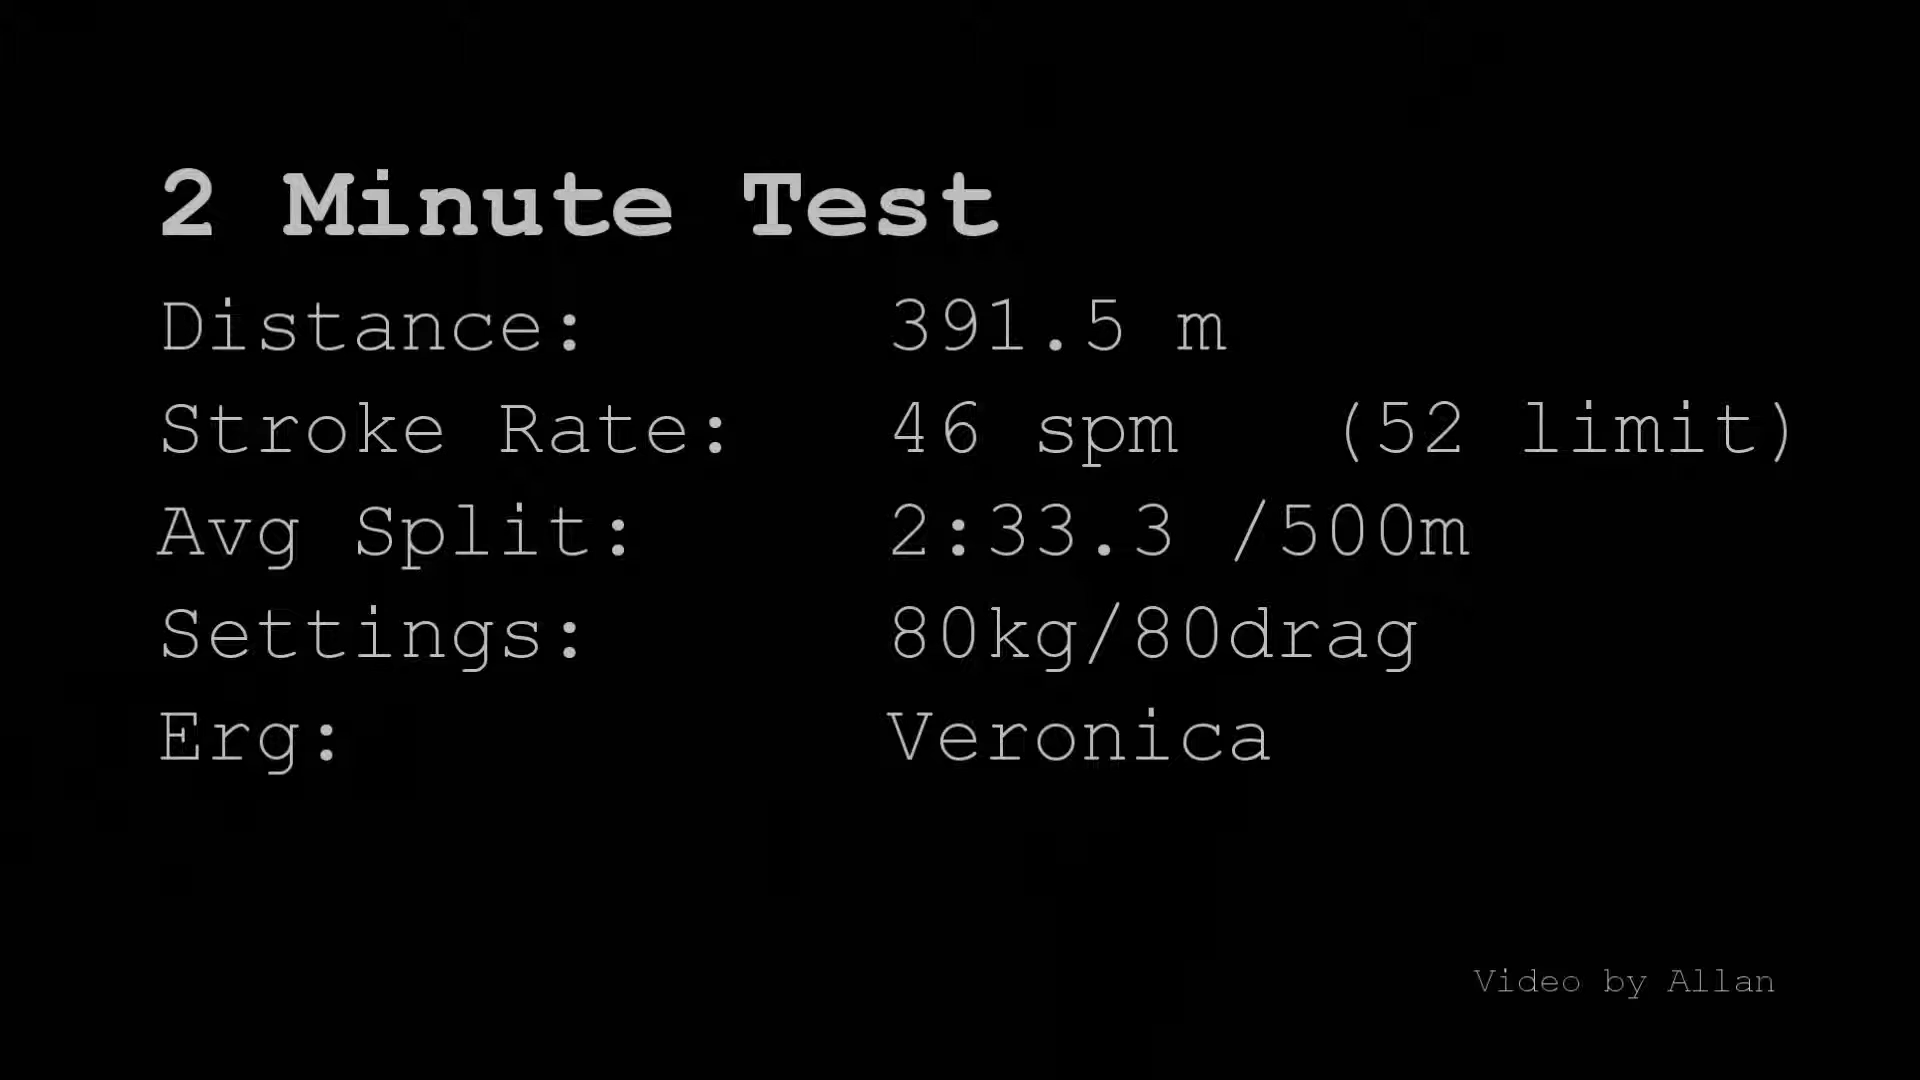 2 Minute Test
Distance: 391.5 m
Stroke Rate: 46 spm (52 limit)
Avg Split: 2:33.3 /500m
Settings: 80kg/80drag
Erg: Veronica
Video by Allan